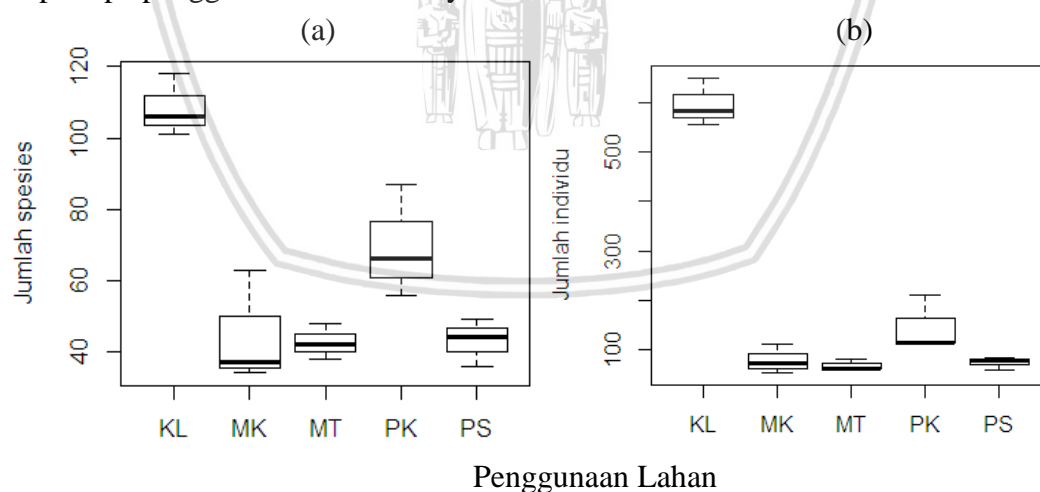 (a)
(b)
Jumlah spesies
120
100
80
60
40
KL MK MT PK PS
Jumlah individu
500
300
100
KL MK MT PK PS
Penggunaan Lahan